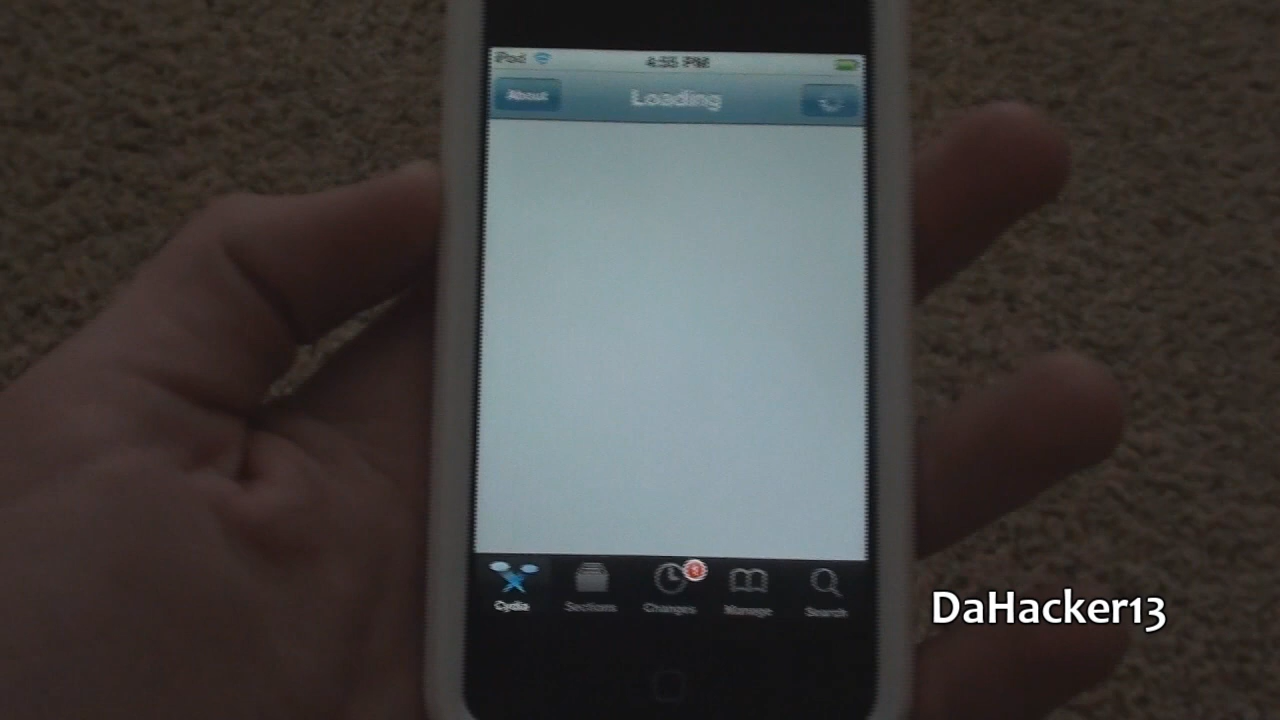 iPod 4:55 PM
About Loading
Cydia Sections Changes Manage Search
DaHacker13